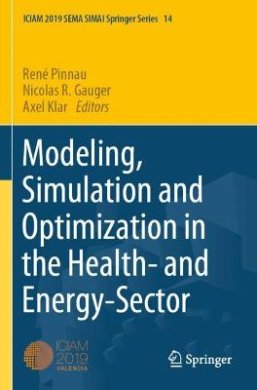 ICIAM 2019 SEMA SIMAI Springer Series 14
René Pinnau
Nicolas R. Gauger
Axel Klar Editors
Modeling,
Simulation and
Optimization in
the Health- and
Energy-Sector
ICIAM
2019
VALENCIA
Springer